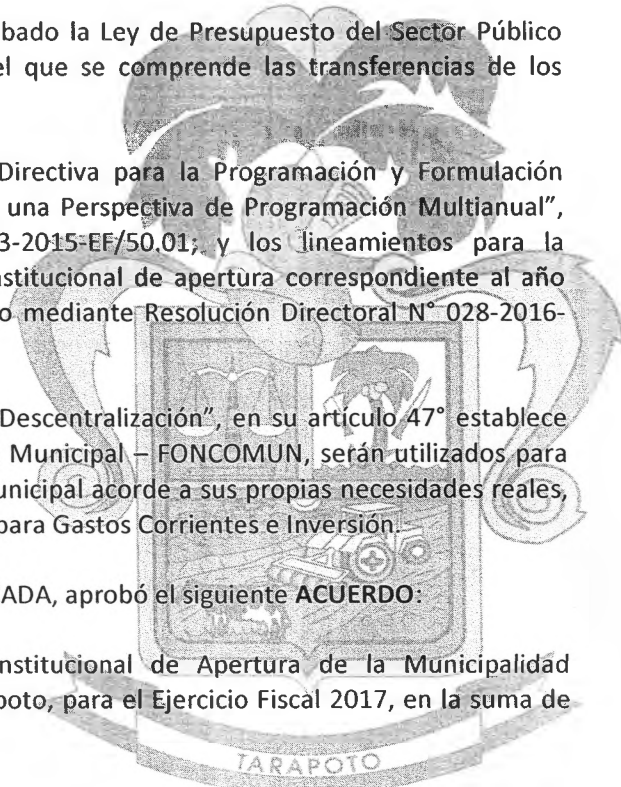 bado la Ley de Presupuesto del Sector Público
el que se comprende las transferencias de los
Directiva para la Programación y Formulación
una Perspectiva de Programación Multianual”,
3-2015-EF/50.01; y los lineamientos para la
nstitucional de apertura correspondiente al año
o mediante Resolución Directoral N° 028-2016-
Descentralización”, en su artículo 47° establece
Municipal – FONCOMUN, serán utilizados para
unicipal acorde a sus propias necesidades reales,
para Gastos Corrientes e Inversión.
ADA, aprobó el siguiente ACUERDO:
nstitucional de Apertura de la Municipalidad
poto, para el Ejercicio Fiscal 2017, en la suma de
TARAPOTO